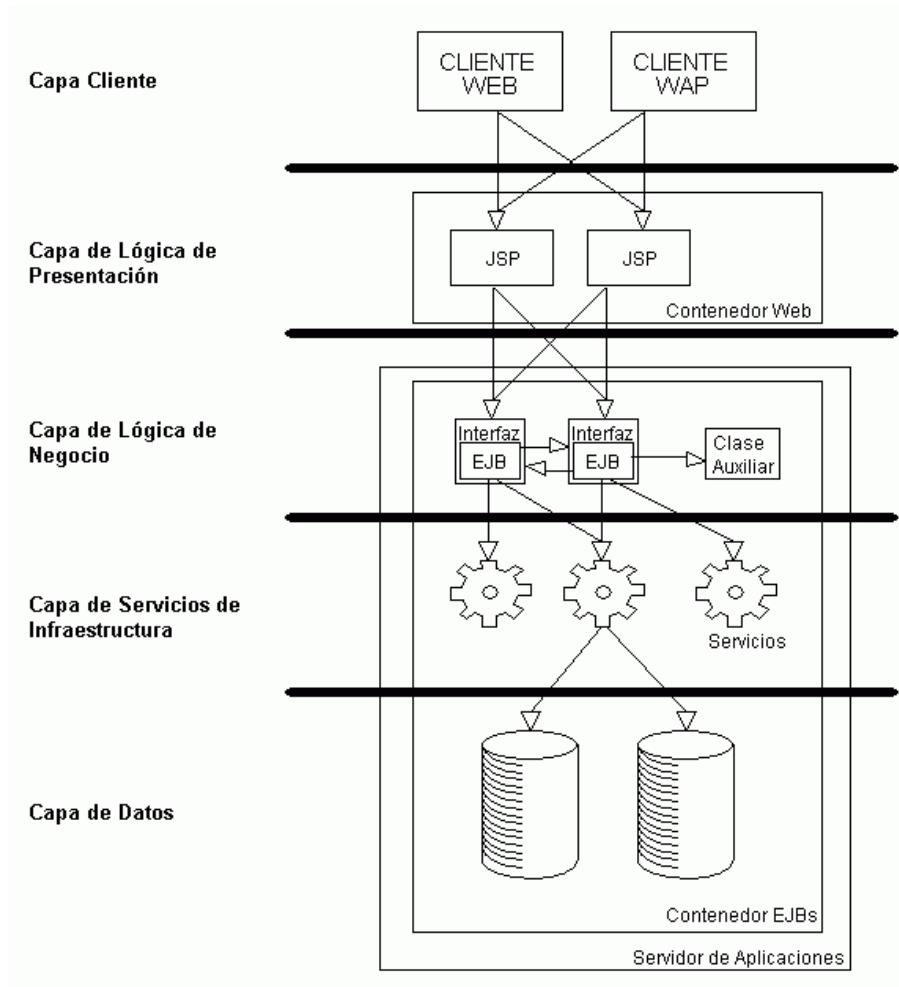 Capa Cliente
CLIENTE
WEB
CLIENTE
WAP
Capa de Lógica de
Presentación
JSP
JSP
Contenedor Web
Capa de Lógica de
Negocio
Interfaz
EJB
Interfaz
EJB
Clase
Auxiliar
Capa de Servicios de
Infraestructura
Servicios
Capa de Datos
Contenedor EJBs
Servidor de Aplicaciones